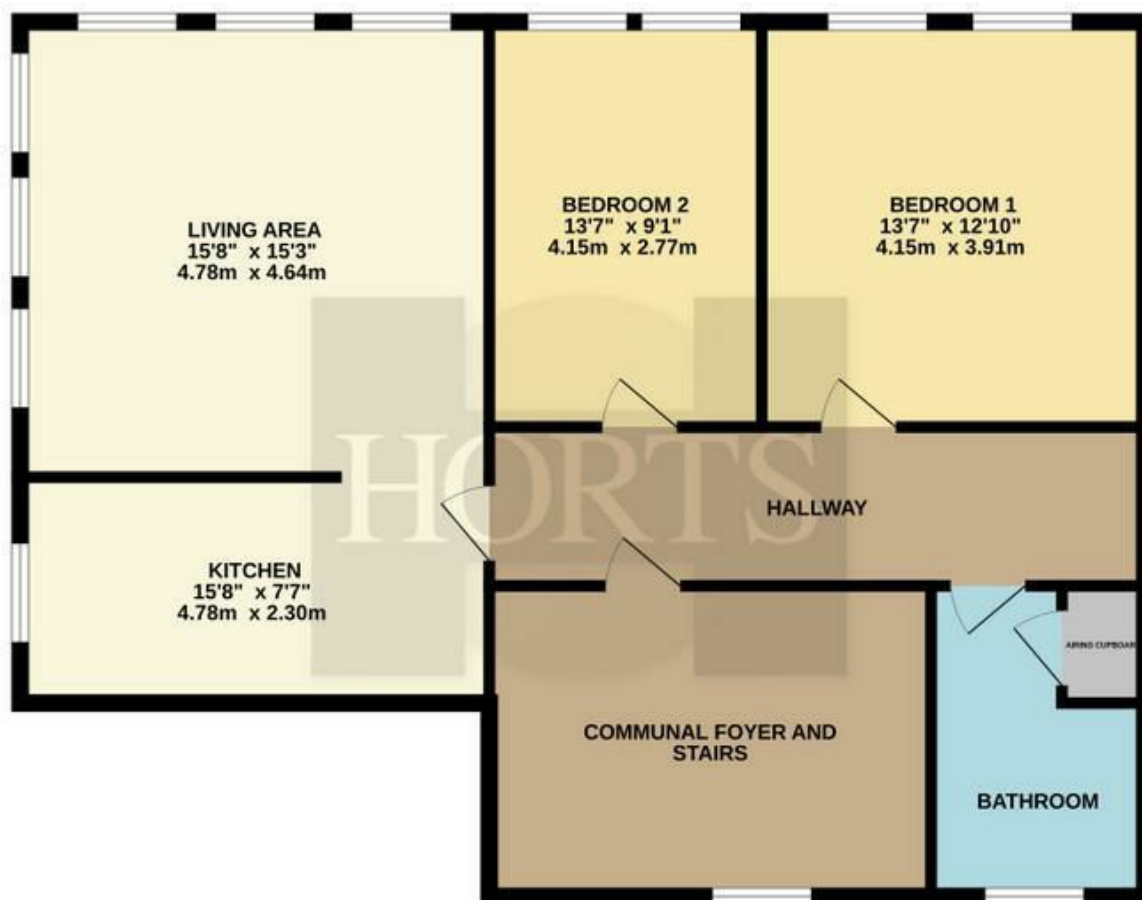 LIVING AREA
15'8" x 15'3"
4.78m x 4.64m
BEDROOM 2
13'7" x 9'1"
4.15m x 2.77m
BEDROOM 1
13'7" x 12'10"
4.15m x 3.91m
HORTS
HALLWAY
KITCHEN
15'8" x 7'7"
4.78m x 2.30m
AIRING CUPBOAR
COMMUNAL FOYER AND
STAIRS
BATHROOM